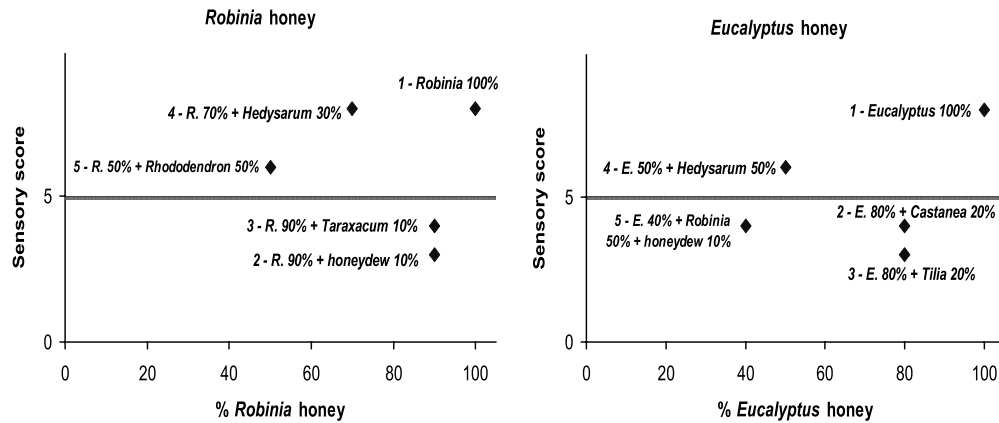 Robinia honey
1 - Robinia 100%
4 - R. 70% + Hedysarum 30%
5 - R. 50% + Rhododendron 50%
3 - R. 90% + Taraxacum 10%
2 - R. 90% + honeydew 10%
Sensory score
5
0
0 20 40 60 80 100
% Robinia honey
Eucalyptus honey
1 - Eucalyptus 100%
4 - E. 50% + Hedysarum 50%
2 - E. 80% + Castanea 20%
5 - E. 40% + Robinia
50% + honeydew 10%
3 - E. 80% + Tilia 20%
Sensory score
5
0
0 20 40 60 80 100
% Eucalyptus honey